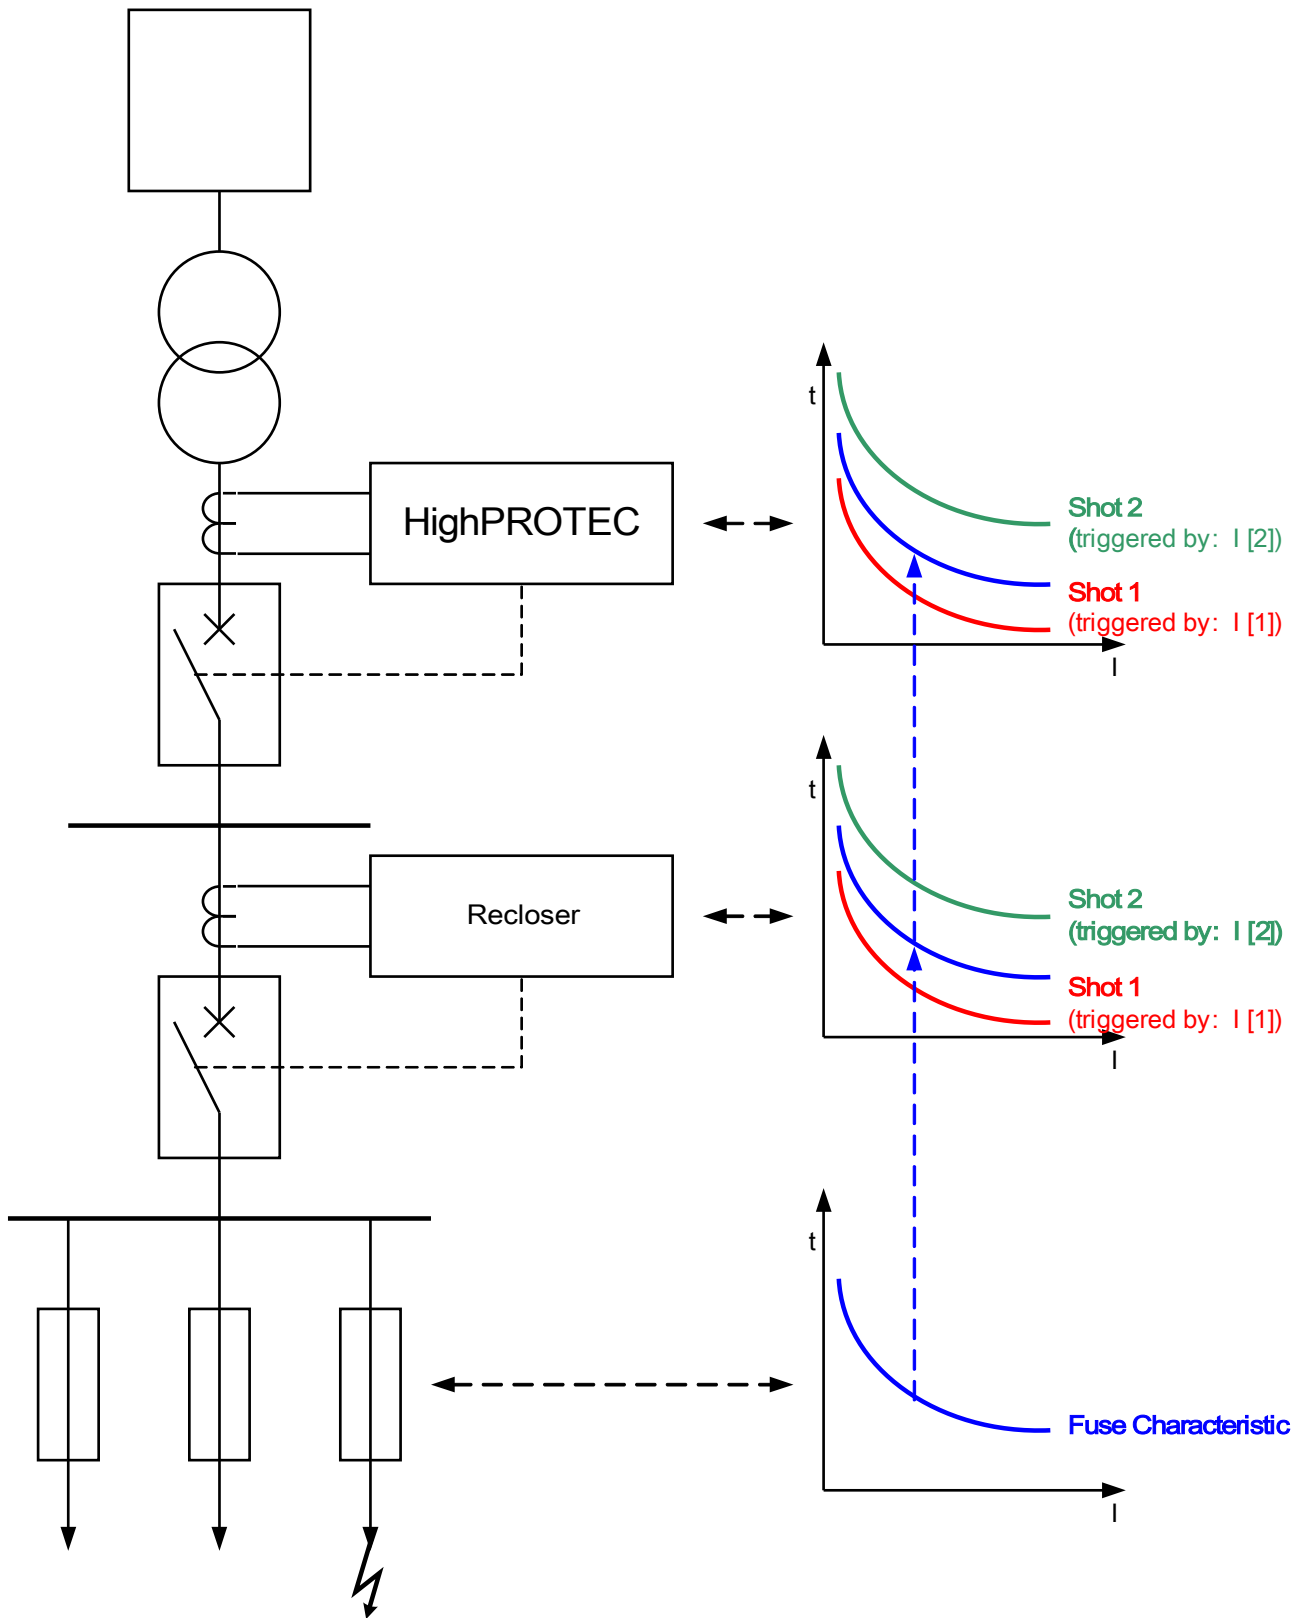 t
HighPROTEC
Shot 2
(triggered by: I [2])
Shot 1
(triggered by: I [1])
I
t
Recloser
Shot 2
(triggered by: I [2])
Shot 1
(triggered by: I [1])
I
t
Fuse Characteristic
I